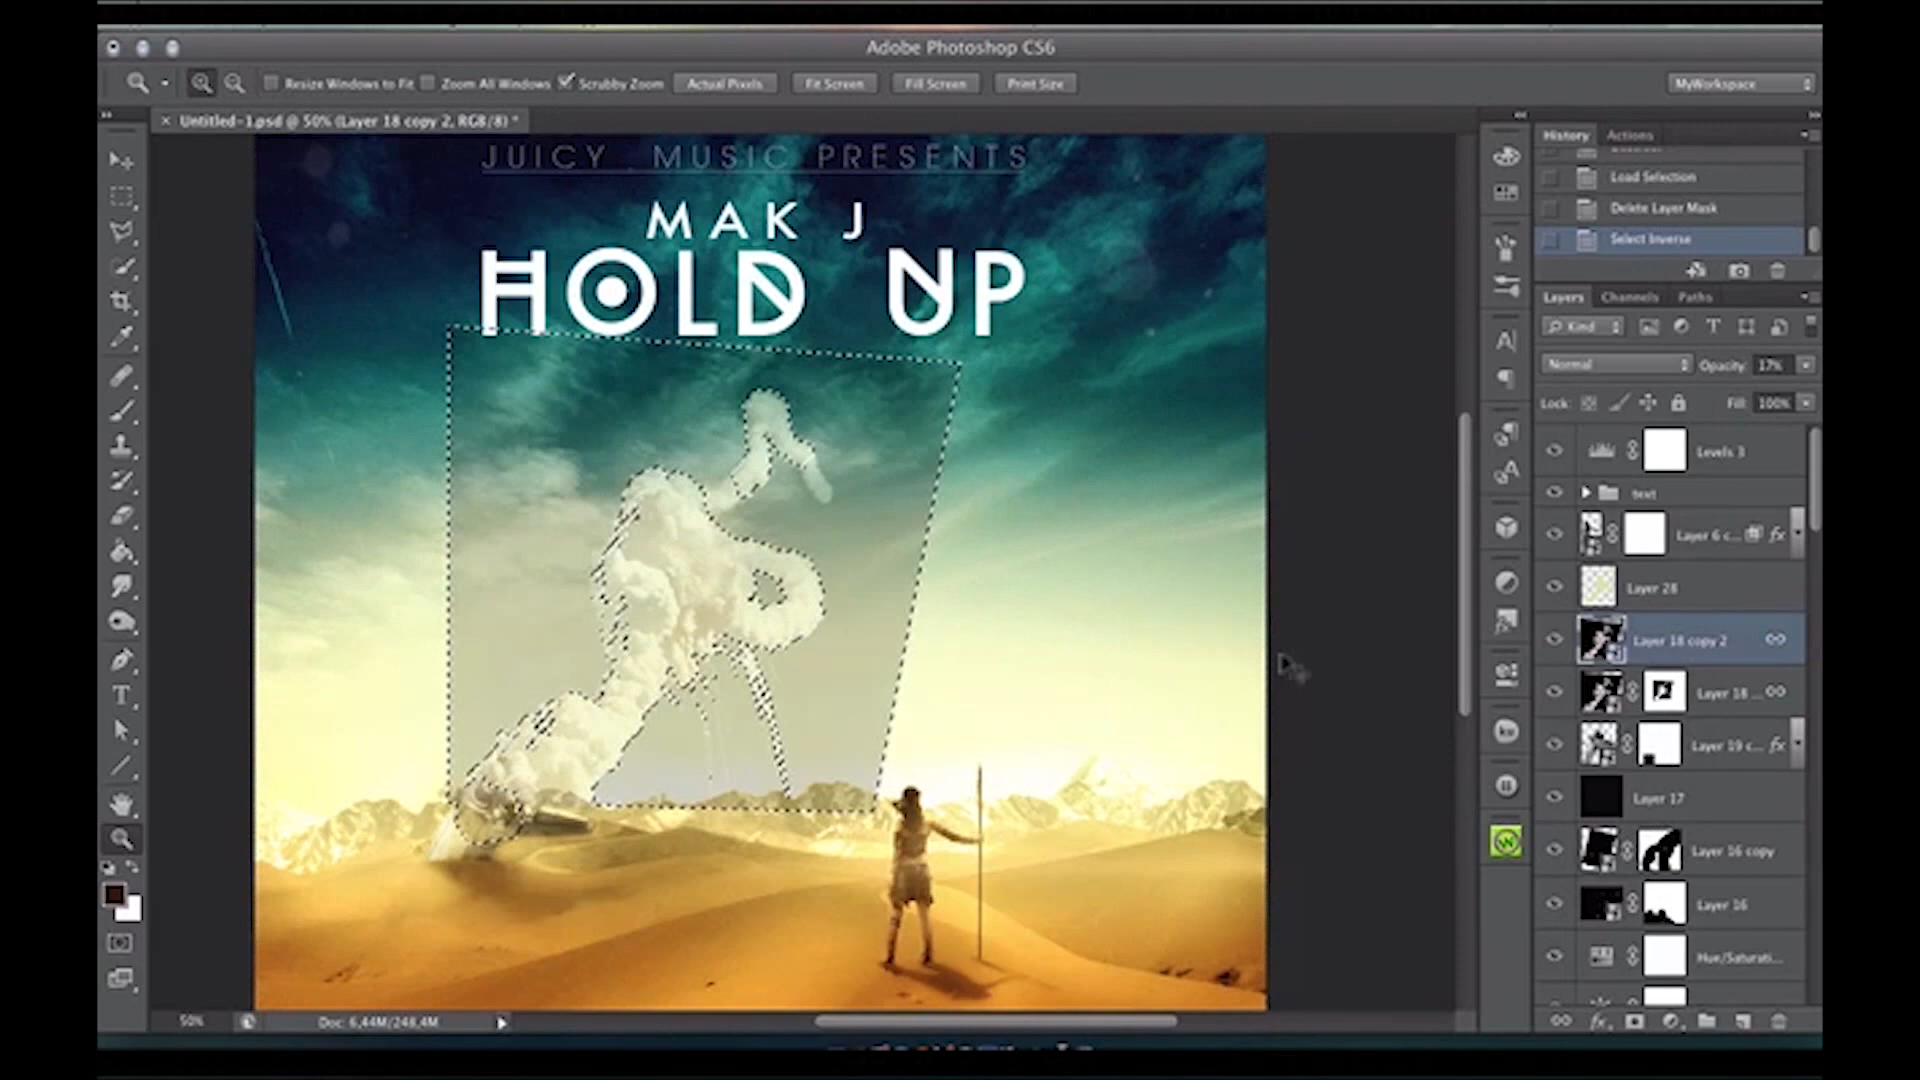 Adobe Photoshop CS6
Resize Windows to Fit Zoom All Windows Scrubby Zoom Actual Pixels Fit Screen Fill Screen Print Size MyWorkspace
× Untitled-1.psd @ 50% (Layer 18 copy 2, RGB/8) *
JUICY . MUSIC PRESENTS
MAK J
HOLD UP
History Actions
Load Selection
Delete Layer Mask
Select Inverse
Layers Channels Paths
Kind
Normal Opacity: 17%
Lock: Fill: 100%
Levels 3
text
Layer 6 c... fx
Layer 28
Layer 18 copy 2
Layer 18 ...
Layer 19 c... fx
Layer 17
Layer 16 copy
Layer 16
Hue/Saturati...
50% Doc: 6,44M/248,4M